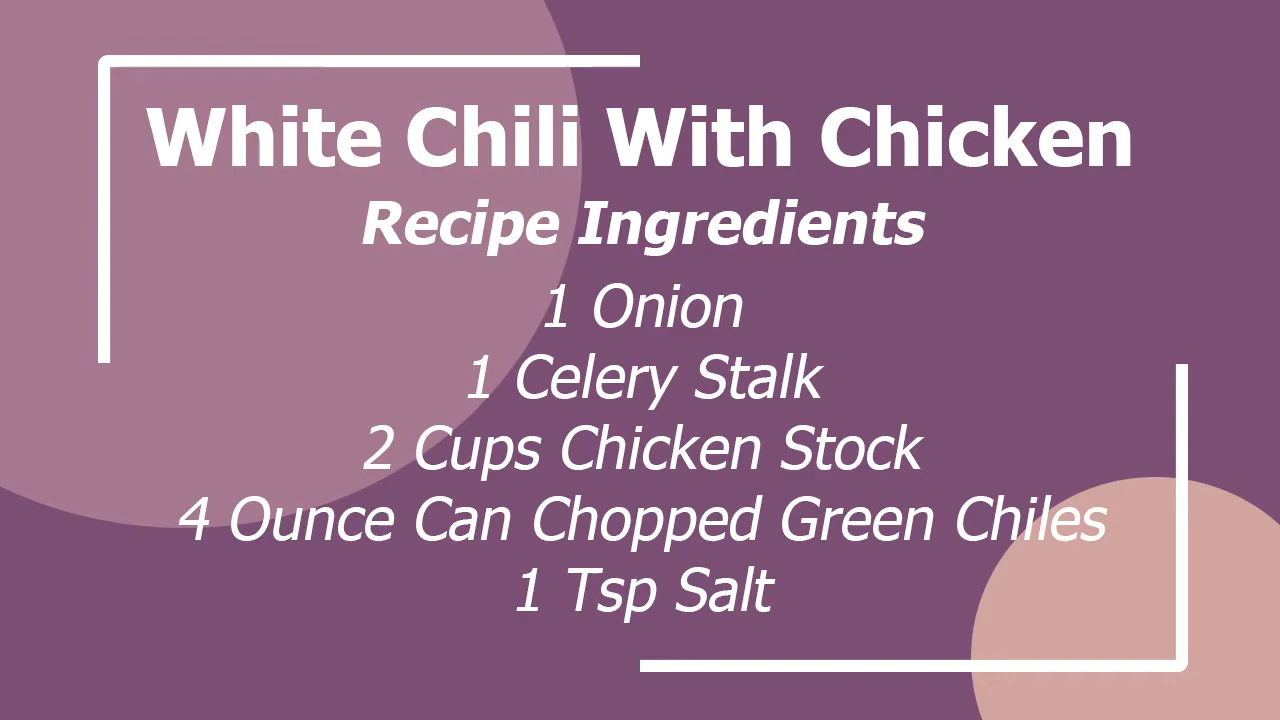 White Chili With Chicken
Recipe Ingredients
1 Onion
1 Celery Stalk
2 Cups Chicken Stock
4 Ounce Can Chopped Green Chiles
1 Tsp Salt